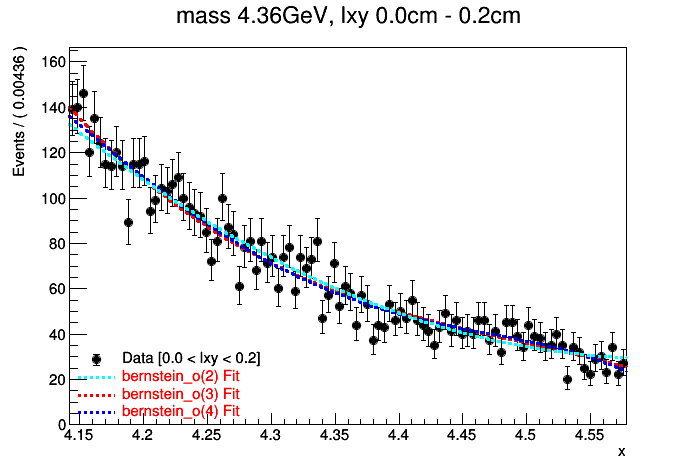 mass 4.36GeV, lxy 0.0cm - 0.2cm
Events / ( 0.00436 )
160
140
120
100
80
60
40
20
0
Data [0.0 < lxy < 0.2]
bernstein_o(2) Fit
bernstein_o(3) Fit
bernstein_o(4) Fit
4.15 4.2 4.25 4.3 4.35 4.4 4.45 4.5 4.55
x